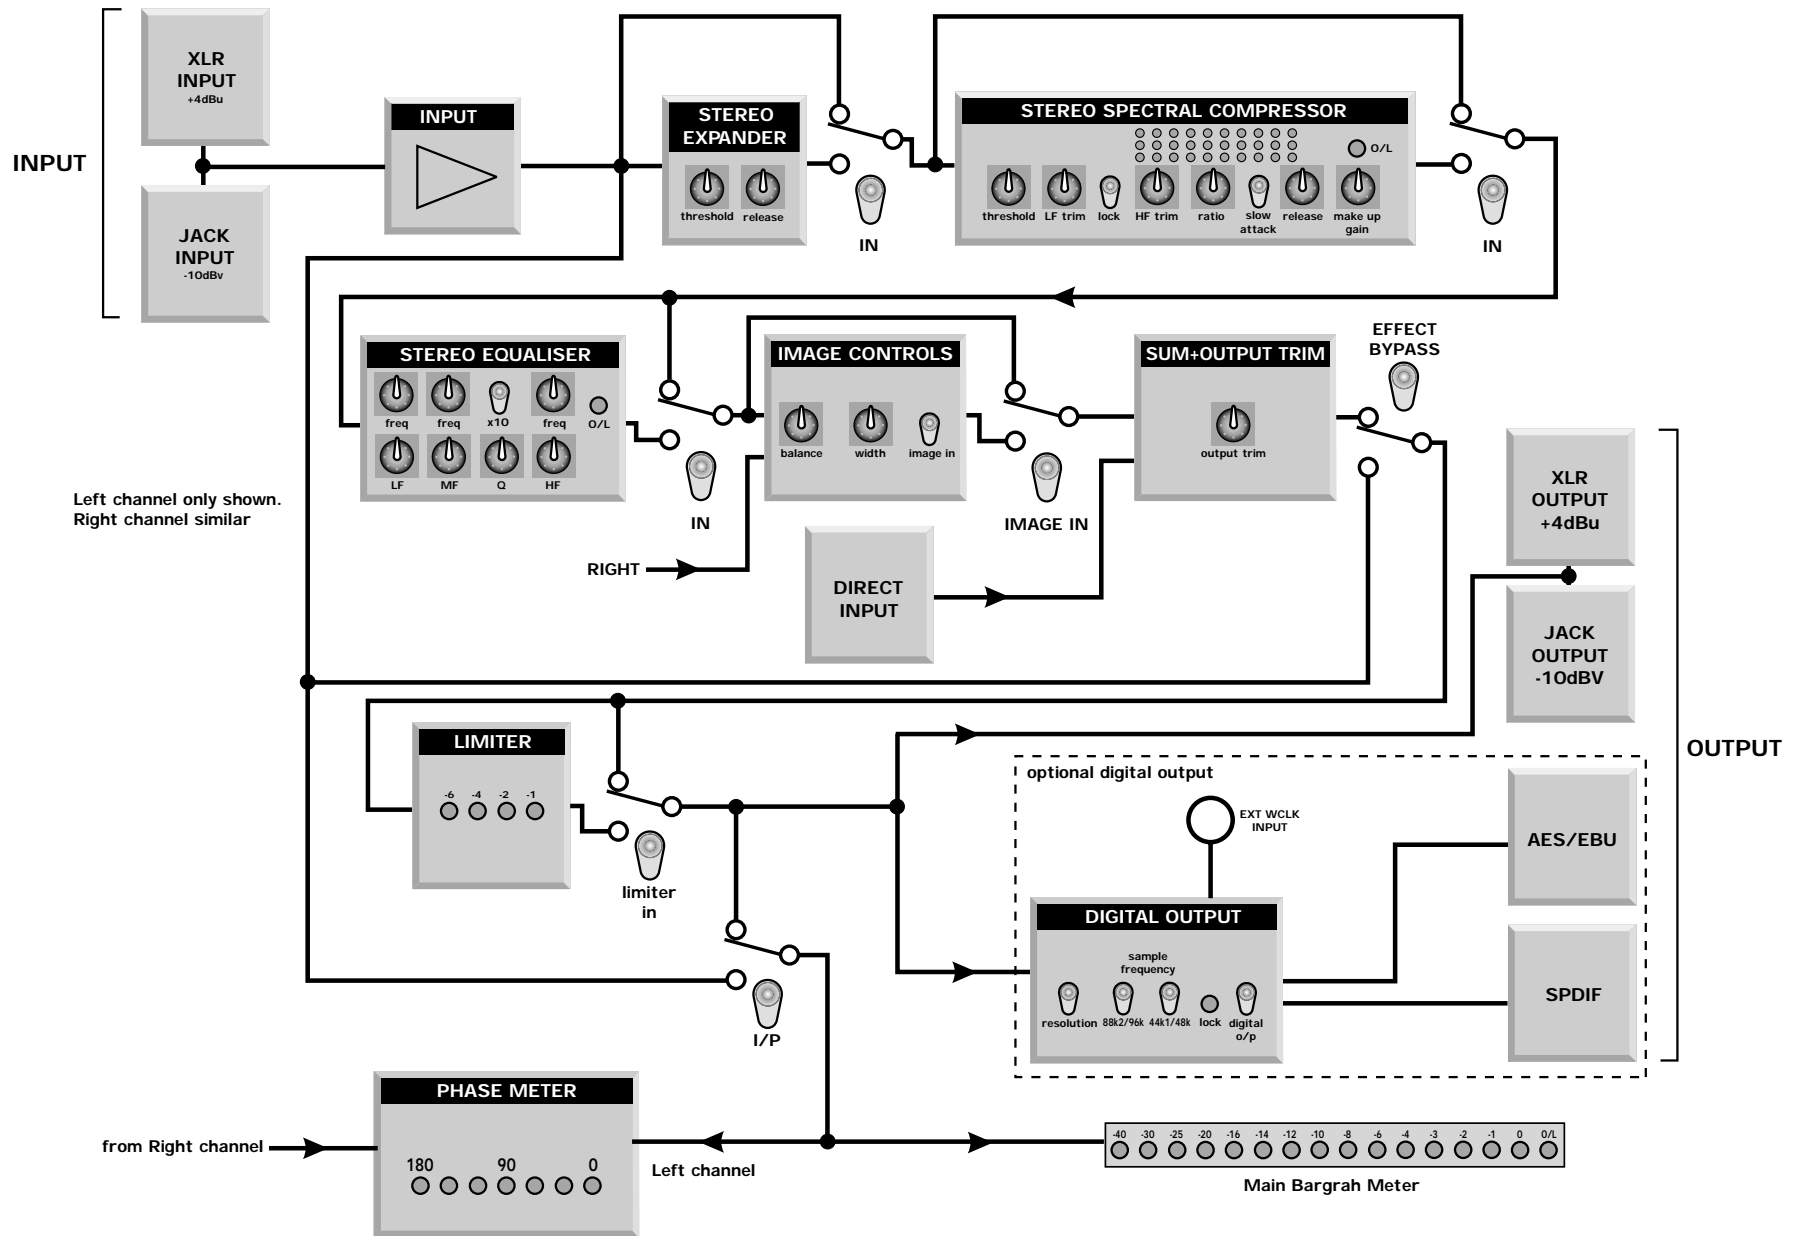 XLR
INPUT
+4dBu
INPUT
JACK
INPUT
-10dBv
INPUT
STEREO
EXPANDER
threshold release
IN
STEREO SPECTRAL COMPRESSOR
O/L
threshold LF trim lock HF trim ratio slow attack release make up gain
IN
STEREO EQUALISER
freq freq x10 freq O/L
LF MF Q HF
IN
IMAGE CONTROLS
balance width image in
IMAGE IN
SUM+OUTPUT TRIM
output trim
EFFECT
BYPASS
Left channel only shown.
Right channel similar
RIGHT
DIRECT
INPUT
XLR
OUTPUT
+4dBu
JACK
OUTPUT
-10dBV
OUTPUT
LIMITER
-6 -4 -2 -1
limiter
in
I/P
optional digital output
EXT WCLK
INPUT
DIGITAL OUTPUT
sample
frequency
resolution 88k2/96k 44k1/48k lock digital
o/p
AES/EBU
SPDIF
PHASE METER
180 90 0
from Right channel
Left channel
-40 -30 -25 -20 -16 -14 -12 -10 -8 -6 -4 -3 -2 -1 0 O/L
Main Bargrah Meter